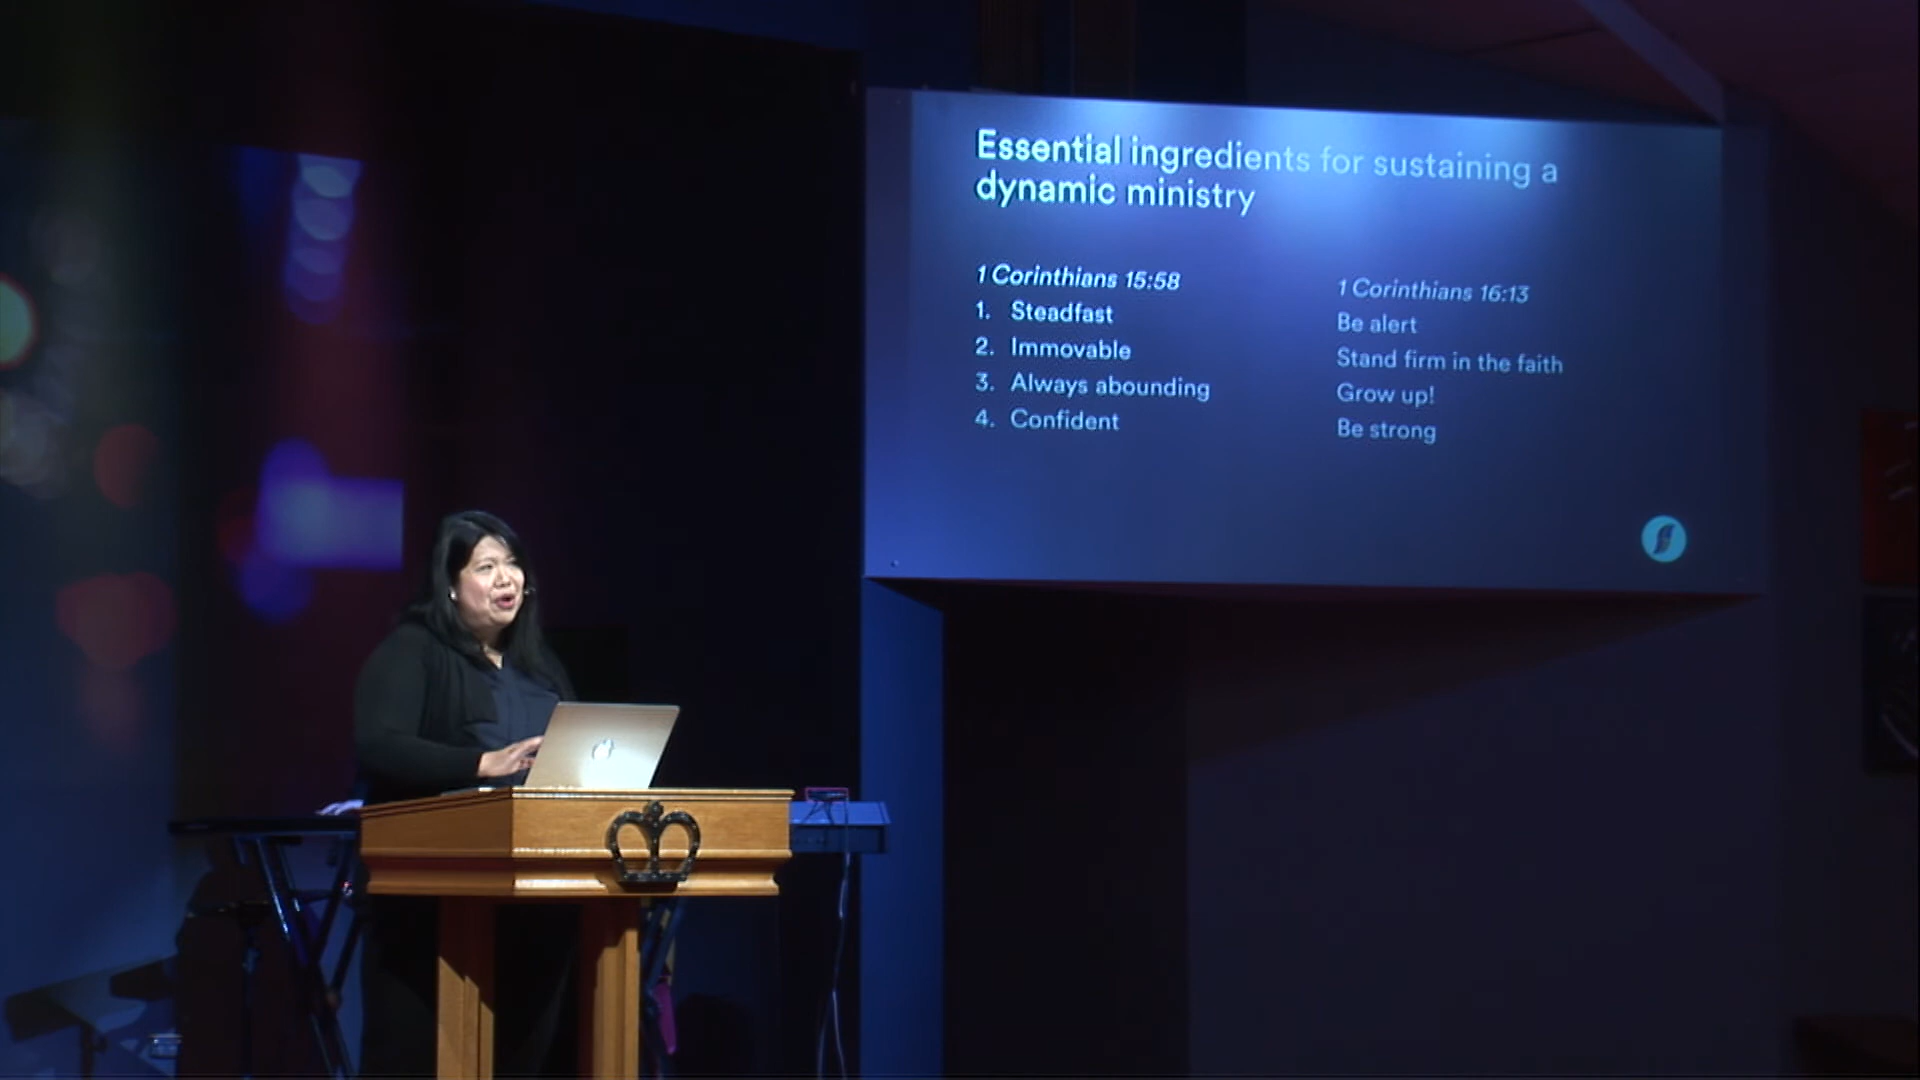 Essential ingredients for sustaining a
dynamic ministry
1 Corinthians 15:58
1. Steadfast
2. Immovable
3. Always abounding
4. Confident
1 Corinthians 16:13
Be alert
Stand firm in the faith
Grow up!
Be strong